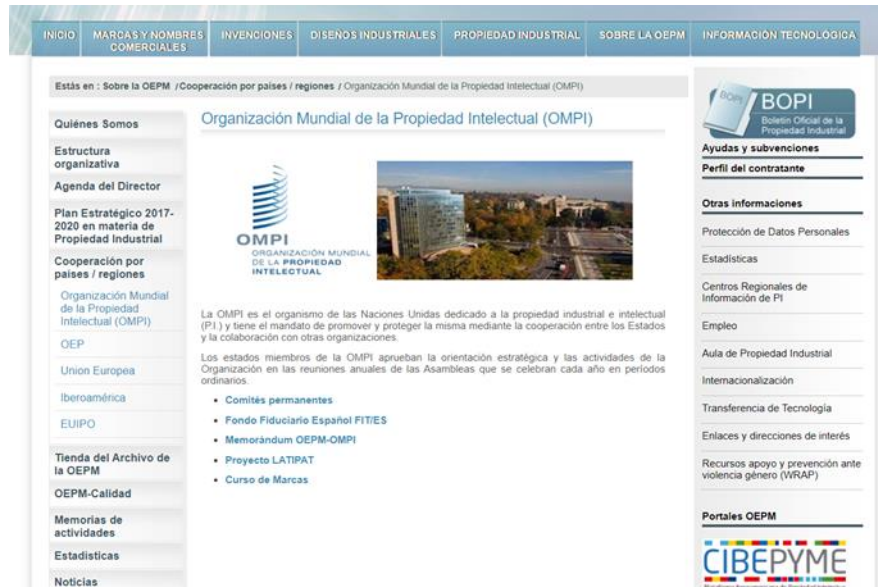 INICIO
MARCAS Y NOMBRES
COMERCIALES
INVENCIONES
DISEÑOS INDUSTRIALES
PROPIEDAD INDUSTRIAL
SOBRE LA OEPM
INFORMACIÓN TECNOLÓGICA
Estás en : Sobre la OEPM / Cooperación por paises / regiones / Organización Mundial de la Propiedad Intelectual (OMPI)
Quiénes Somos
Estructura
organizativa
Agenda del Director
Plan Estratégico 2017-
2020 en materia de
Propiedad Industrial
Cooperación por
paises / regiones
Organización Mundial
de la Propiedad
Intelectual (OMPI)
OEP
Union Europea
Iberoamérica
EUIPO
Tienda del Archivo de
la OEPM
OEPM-Calidad
Memorias de
actividades
Estadisticas
Noticias
Organización Mundial de la Propiedad Intelectual (OMPI)
OMPI
ORGANIZACIÓN MUNDIAL
DE LA PROPIEDAD
INTELECTUAL
La OMPI es el organismo de las Naciones Unidas dedicado a la propiedad industrial e intelectual
(P.I.) y tiene el mandato de promover y proteger la misma mediante la cooperación entre los Estados
y la colaboración con otras organizaciones.
Los estados miembros de la OMPI aprueban la orientación estratégica y las actividades de la
Organización en las reuniones anuales de las Asambleas que se celebran cada año en períodos
ordinarios.
• Comités permanentes
• Fondo Fiduciario Español FIT/ES
• Memorándum OEPM-OMPI
• Proyecto LATIPAT
• Curso de Marcas
BOPI
BOPI
Boletín Oficial de la
Propiedad Industrial
Ayudas y subvenciones
Perfil del contratante
Otras informaciones
Protección de Datos Personales
Estadísticas
Centros Regionales de
Información de PI
Empleo
Aula de Propiedad Industrial
Internacionalización
Transferencia de Tecnología
Enlaces y direcciones de interés
Recursos apoyo y prevención ante
violencia género (WRAP)
Portales OEPM
CIBEPYME